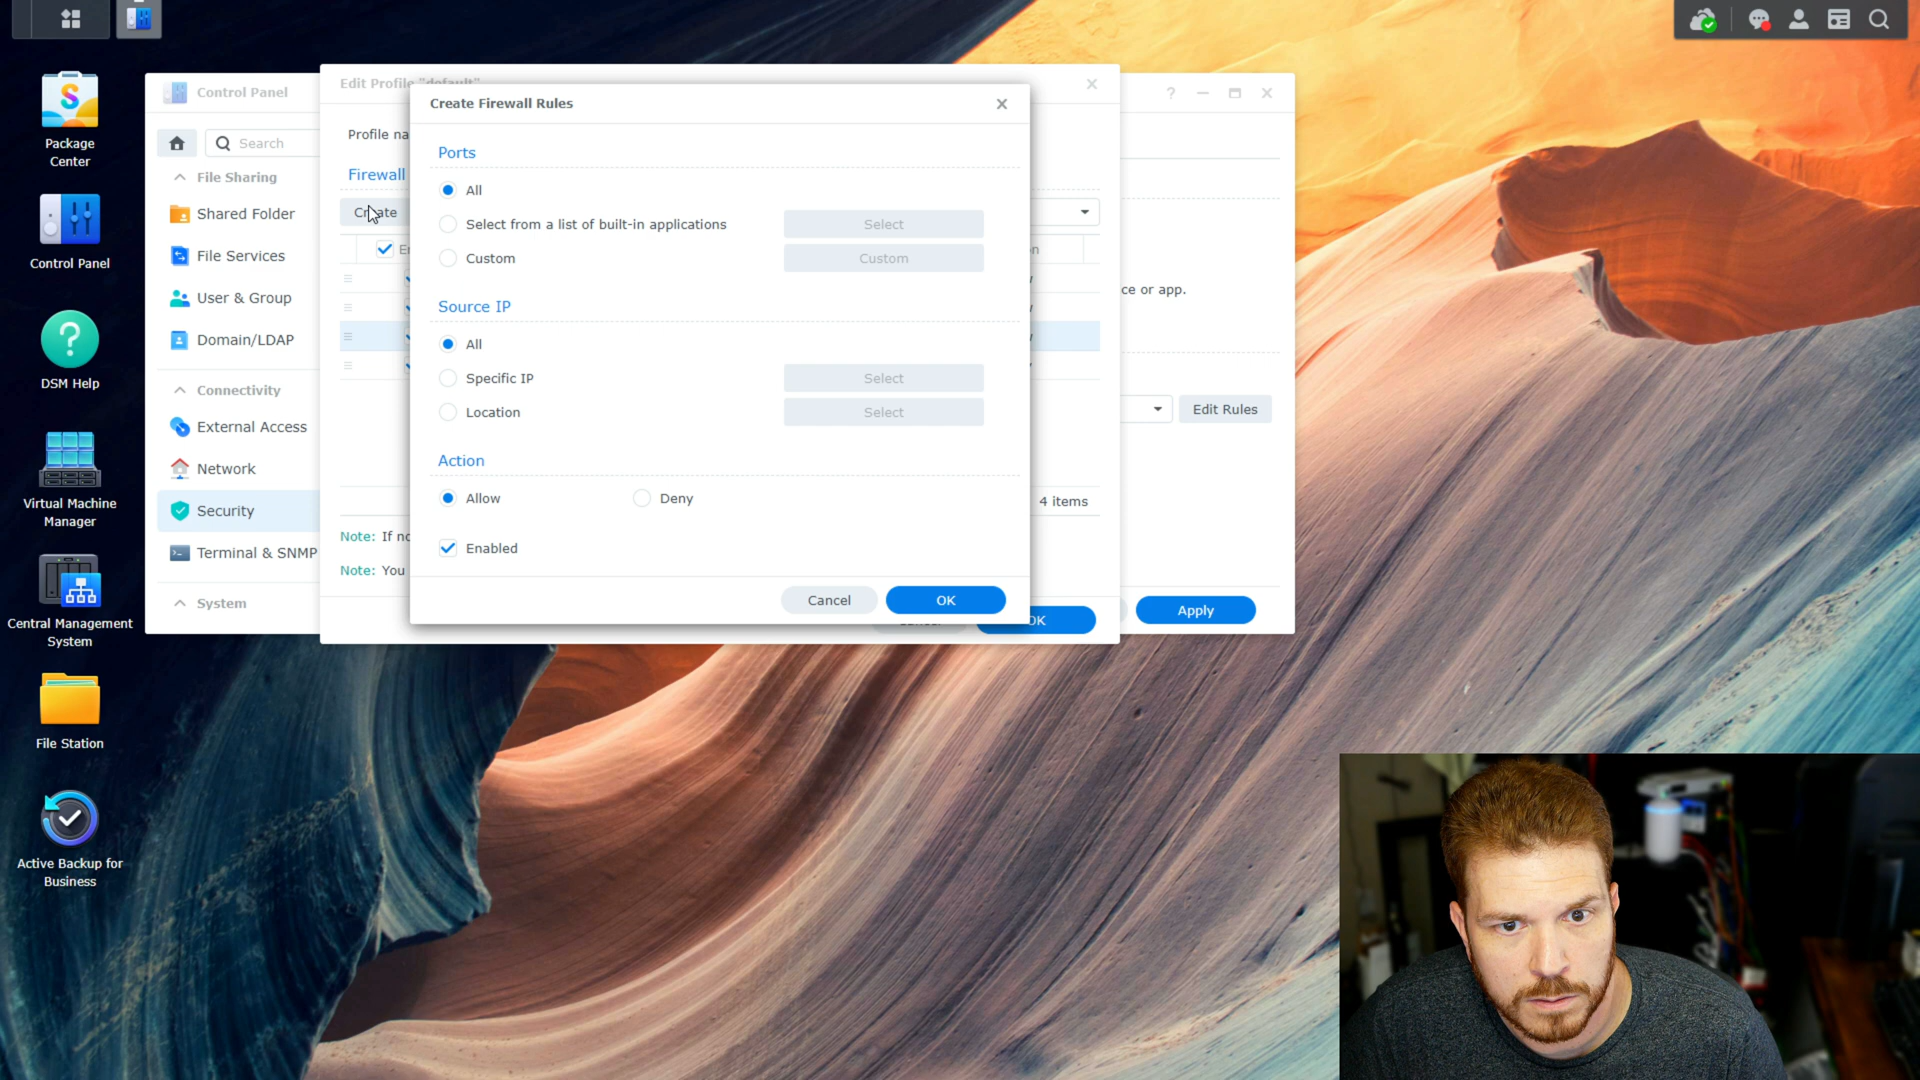 Package
Center
Control Panel
DSM Help
Virtual Machine
Manager
Central Management
System
File Station
Active Backup for
Business
Control Panel
Search
File Sharing
Shared Folder
File Services
User & Group
Domain/LDAP
Connectivity
External Access
Network
Security
Terminal & SNMP
System
Edit Profile "default"
Profile na
Firewall
Create
4 items
Note: If no
Note: You
OK
Create Firewall Rules
Ports
All
Select from a list of built-in applications
Select
Custom
Custom
Source IP
All
Specific IP
Select
Location
Select
Action
Allow
Deny
Enabled
Cancel
OK
ce or app.
Edit Rules
Apply